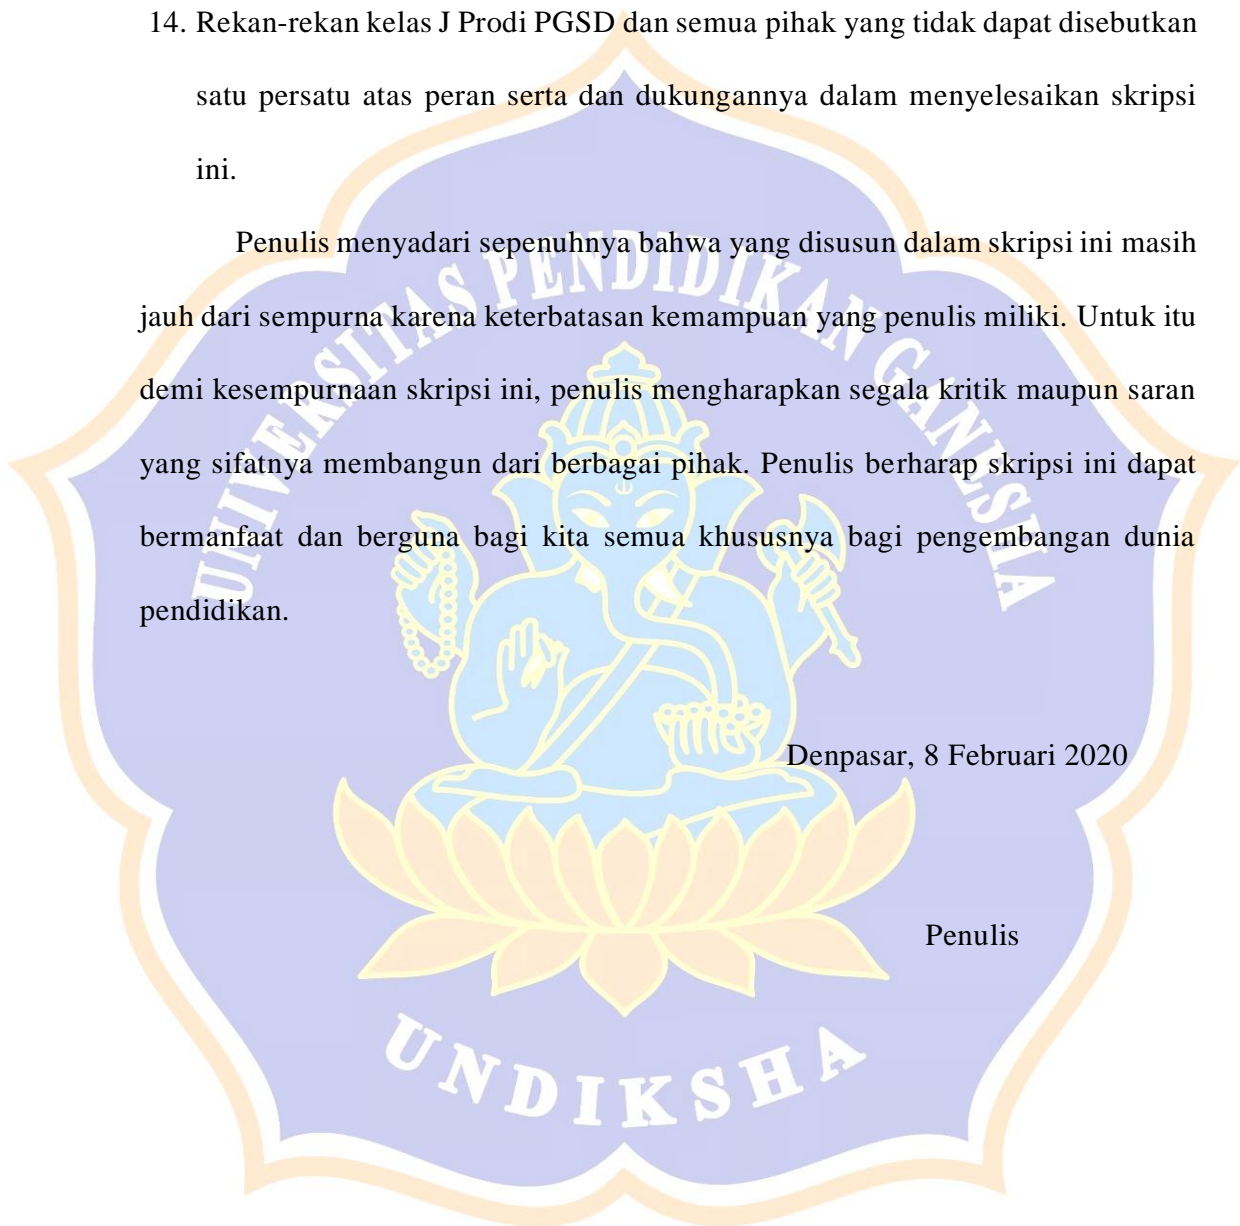 14. Rekan-rekan kelas J Prodi PGSD dan semua pihak yang tidak dapat disebutkan
satu persatu atas peran serta dan dukungannya dalam menyelesaikan skripsi
ini.
Penulis menyadari sepenuhnya bahwa yang disusun dalam skripsi ini masih
jauh dari sempurna karena keterbatasan kemampuan yang penulis miliki. Untuk itu
demi kesempurnaan skripsi ini, penulis mengharapkan segala kritik maupun saran
yang sifatnya membangun dari berbagai pihak. Penulis berharap skripsi ini dapat
bermanfaat dan berguna bagi kita semua khususnya bagi pengembangan dunia
pendidikan.
Denpasar, 8 Februari 2020
Penulis
UNIVERSITAS PENDIDIKAN GANESHA
UNDIKSHA